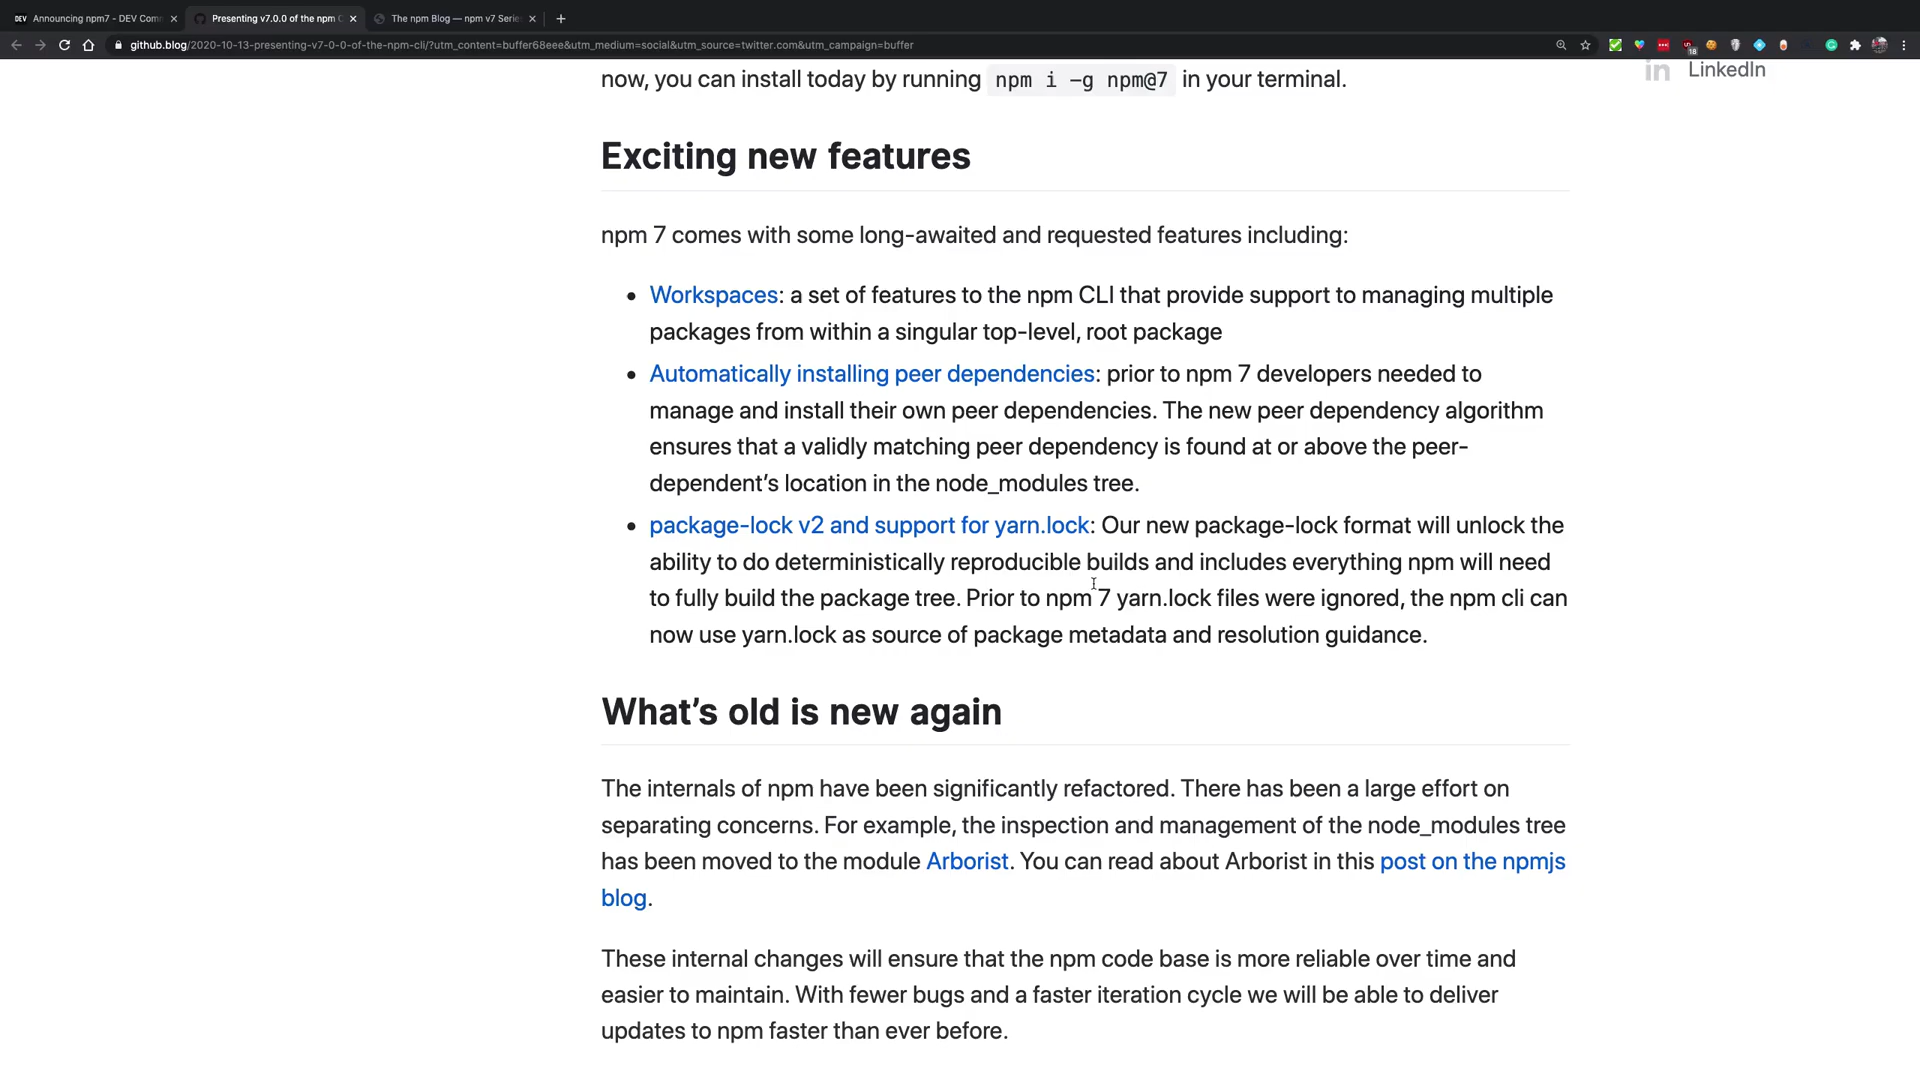 DEV Announcing npm7 - DEV Com
Presenting v7.0.0 of the npm C
The npm Blog — npm v7 Serie
github.blog/2020-10-13-presenting-v7-0-0-of-the-npm-cli/?utm_content=buffer68eee&utm_medium=social&utm_source=twitter.com&utm_campaign=buffer
18
now, you can install today by running npm i -g npm@7 in your terminal.
in LinkedIn
Exciting new features
npm 7 comes with some long-awaited and requested features including:
• Workspaces: a set of features to the npm CLI that provide support to managing multiple
packages from within a singular top-level, root package
• Automatically installing peer dependencies: prior to npm 7 developers needed to
manage and install their own peer dependencies. The new peer dependency algorithm
ensures that a validly matching peer dependency is found at or above the peer-
dependent’s location in the node_modules tree.
• package-lock v2 and support for yarn.lock: Our new package-lock format will unlock the
ability to do deterministically reproducible builds and includes everything npm will need
to fully build the package tree. Prior to npm 7 yarn.lock files were ignored, the npm cli can
now use yarn.lock as source of package metadata and resolution guidance.
What’s old is new again
The internals of npm have been significantly refactored. There has been a large effort on
separating concerns. For example, the inspection and management of the node_modules tree
has been moved to the module Arborist. You can read about Arborist in this post on the npmjs
blog.
These internal changes will ensure that the npm code base is more reliable over time and
easier to maintain. With fewer bugs and a faster iteration cycle we will be able to deliver
updates to npm faster than ever before.